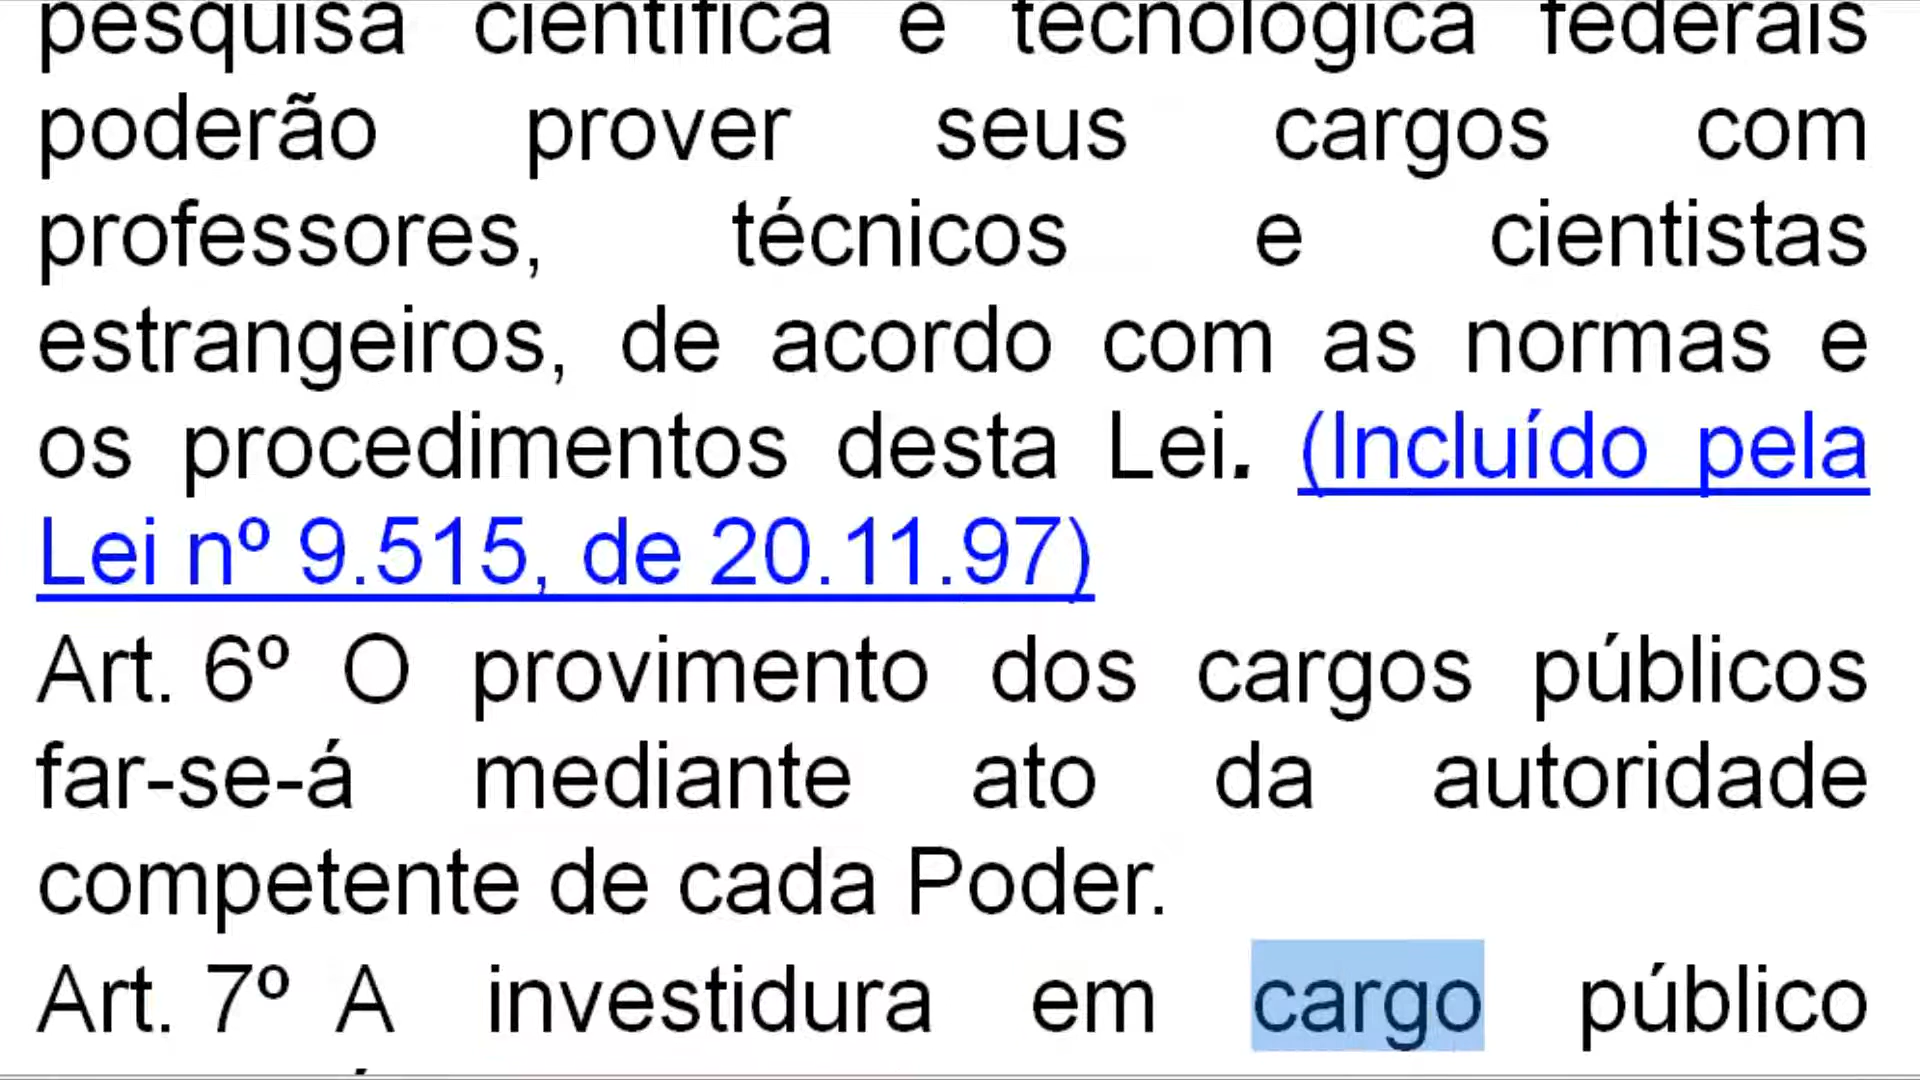 pesquisa científica e tecnológica federais
poderão prover seus cargos com
professores, técnicos e cientistas
estrangeiros, de acordo com as normas e
os procedimentos desta Lei. (Incluído pela
Lei nº 9.515, de 20.11.97)
Art. 6º O provimento dos cargos públicos
far-se-á mediante ato da autoridade
competente de cada Poder.
Art. 7º A investidura em cargo público